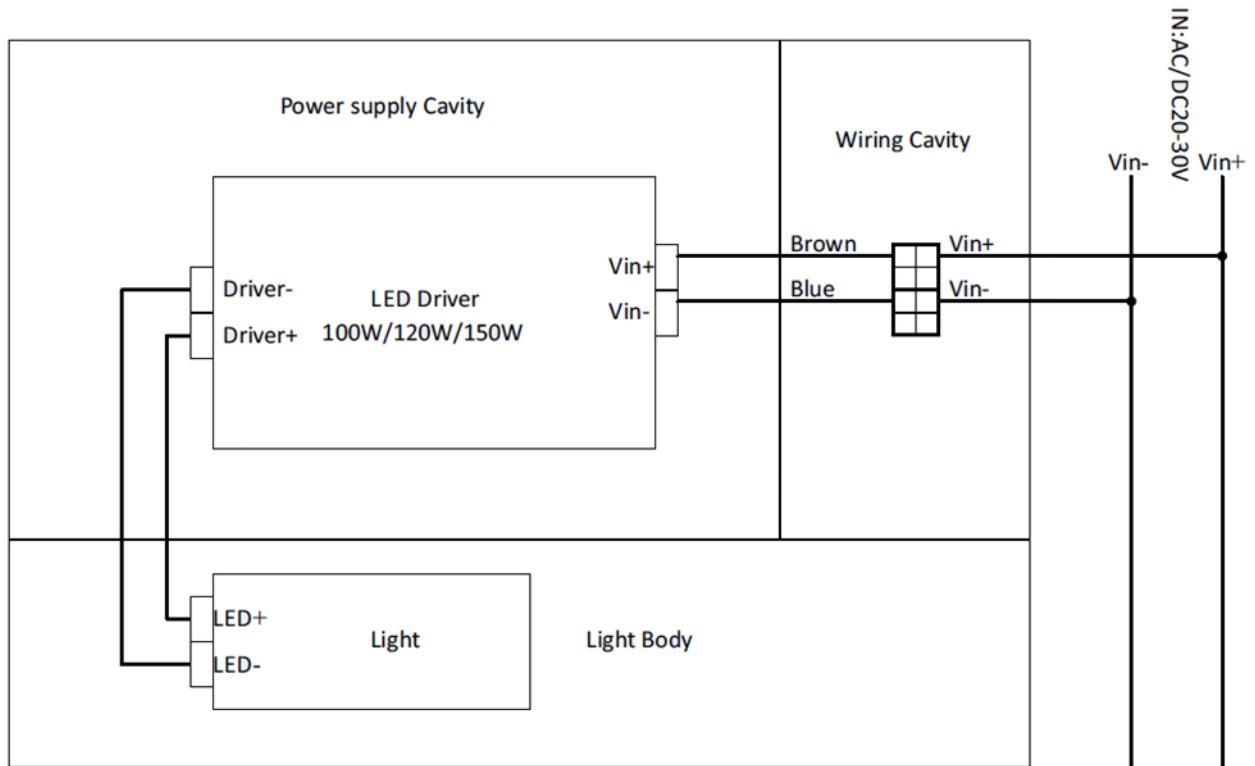 IN:AC/DC20-30V
Power supply Cavity
Wiring Cavity
Vin-
Vin+
Brown
Vin+
Vin+
Driver-
LED Driver
Blue
Vin-
Vin-
Driver+
100W/120W/150W
LED+
Light
Light Body
LED-